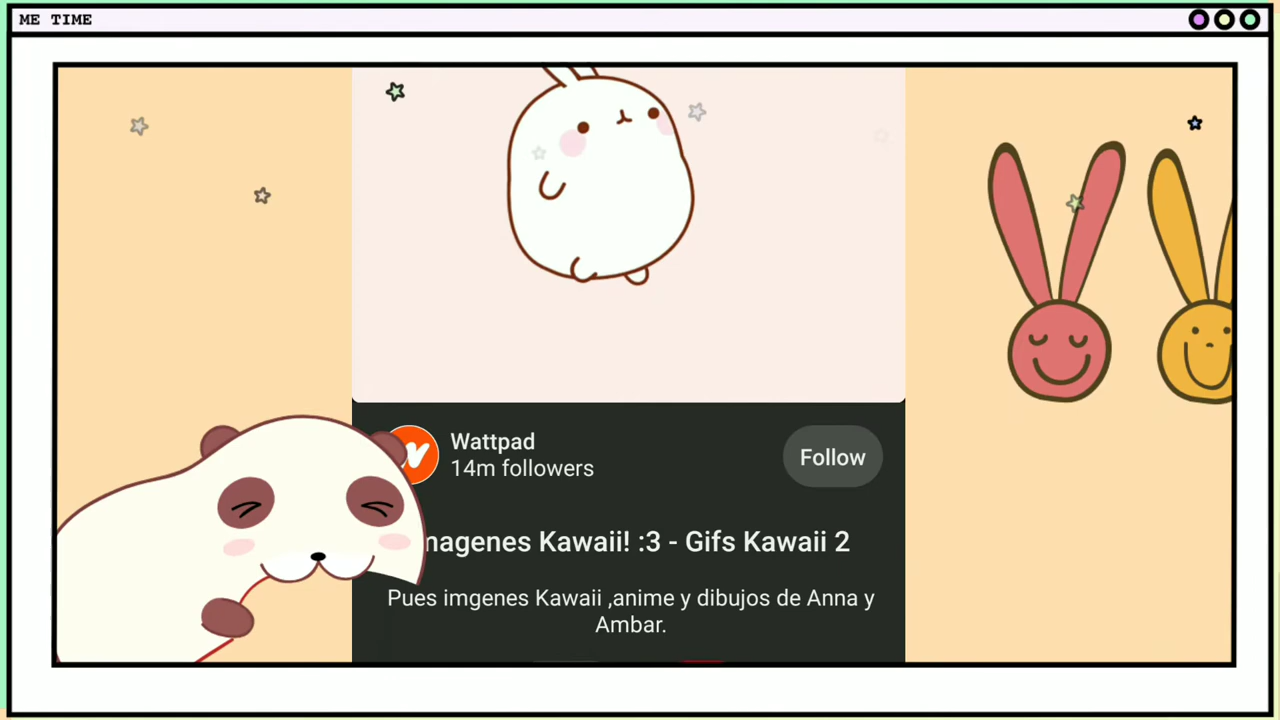 ME TIME
Wattpad
14m followers
Follow
magenes Kawaii! :3 - Gifs Kawaii 2
Pues imgenes Kawaii ,anime y dibujos de Anna y
Ambar.